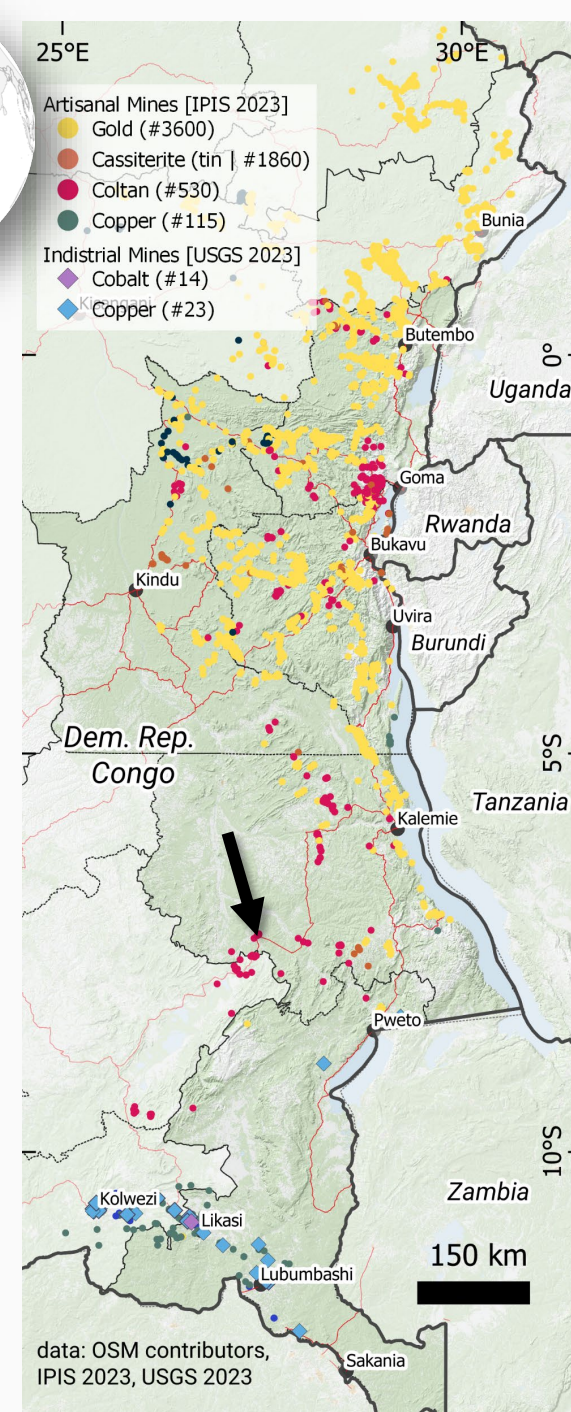 25°E
30°E
Artisanal Mines [IPIS 2023]
Gold (#3600)
Cassiterite (tin | #1860)
Coltan (#530)
Copper (#115)
Indistrial Mines [USGS 2023]
Cobalt (#14)
Kisangani
Copper (#23)
Bunia
Butembo
0°
Uganda
Goma
Rwanda
Bukavu
Kindu
Uvira
Burundi
Dem. Rep.
Congo
5°S
Tanzania
Kalemie
Pweto
10°S
Kolwezi
Zambia
Likasi
150 km
Lubumbashi
data: OSM contributors,
IPIS 2023, USGS 2023
Sakania